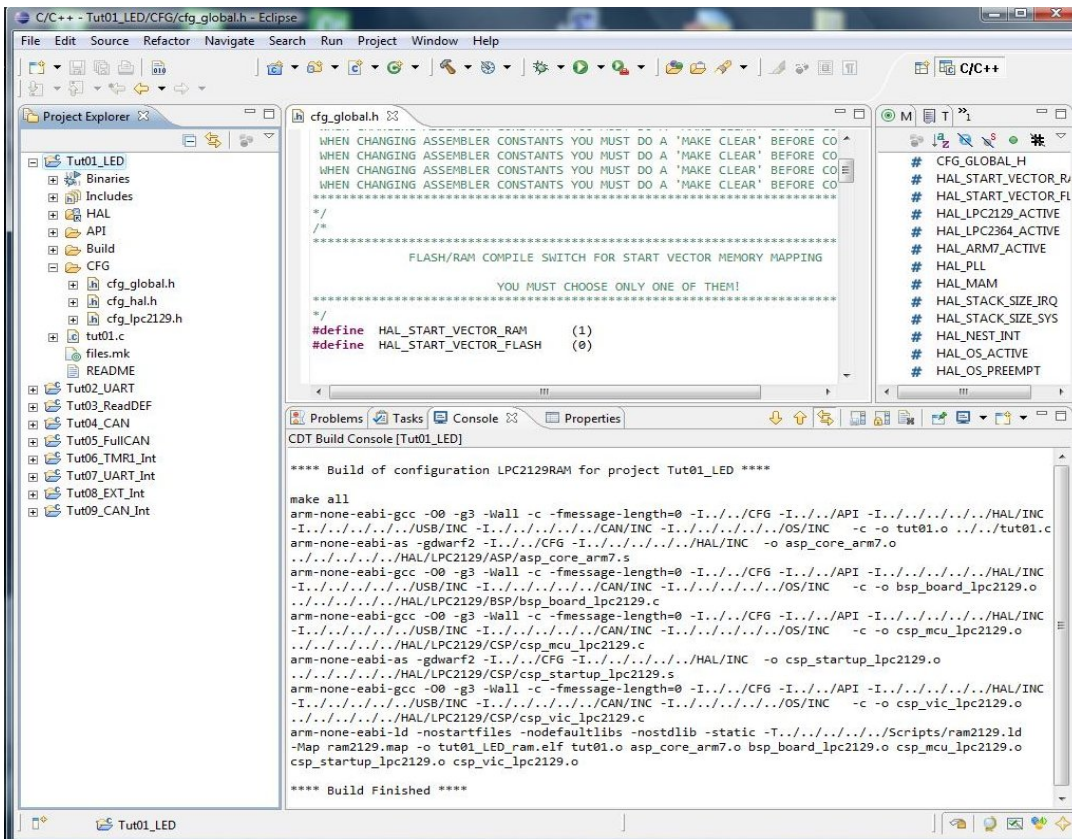 C/C++ - Tut01_LED/CFG/cfg_global.h - Eclipse
File Edit Source Refactor Navigate Search Run Project Window Help
C/C++
Project Explorer
Tut01_LED
Binaries
Includes
HAL
API
Build
CFG
cfg_global.h
cfg_hal.h
cfg_lpc2129.h
tut01.c
files.mk
README
Tut02_UART
Tut03_ReadDEF
Tut04_CAN
Tut05_FullCAN
Tut06_TMR1_Int
Tut07_UART_Int
Tut08_EXT_Int
Tut09_CAN_Int
cfg_global.h
WHEN CHANGING ASSEMBLER CONSTANTS YOU MUST DO A 'MAKE CLEAR' BEFORE CO
WHEN CHANGING ASSEMBLER CONSTANTS YOU MUST DO A 'MAKE CLEAR' BEFORE CO
WHEN CHANGING ASSEMBLER CONSTANTS YOU MUST DO A 'MAKE CLEAR' BEFORE CO
WHEN CHANGING ASSEMBLER CONSTANTS YOU MUST DO A 'MAKE CLEAR' BEFORE CO
*/
/*
FLASH/RAM COMPILE SWITCH FOR START VECTOR MEMORY MAPPING
YOU MUST CHOOSE ONLY ONE OF THEM!
*/
#define HAL_START_VECTOR_RAM (1)
#define HAL_START_VECTOR_FLASH (0)
M T »1
# CFG_GLOBAL_H
# HAL_START_VECTOR_RA
# HAL_START_VECTOR_FL
# HAL_LPC2129_ACTIVE
# HAL_LPC2364_ACTIVE
# HAL_ARM7_ACTIVE
# HAL_PLL
# HAL_MAM
# HAL_STACK_SIZE_IRQ
# HAL_STACK_SIZE_SYS
# HAL_NEST_INT
# HAL_OS_ACTIVE
# HAL_OS_PREEMPT
Problems Tasks Console Properties
CDT Build Console [Tut01_LED]
**** Build of configuration LPC2129RAM for project Tut01_LED ****
make all
arm-none-eabi-gcc -O0 -g3 -Wall -c -fmessage-length=0 -I../../CFG -I../../API -I../../../../../HAL/INC
-I../../../../../USB/INC -I../../../../../CAN/INC -I../../../../../OS/INC -c -o tut01.o ../../tut01.c
arm-none-eabi-as -gdwarf2 -I../../CFG -I../../../../../HAL/INC -o asp_core_arm7.o
../../../../../HAL/LPC2129/ASP/asp_core_arm7.s
arm-none-eabi-gcc -O0 -g3 -Wall -c -fmessage-length=0 -I../../CFG -I../../API -I../../../../../HAL/INC
-I../../../../../USB/INC -I../../../../../CAN/INC -I../../../../../OS/INC -c -o bsp_board_lpc2129.o
../../../../../HAL/LPC2129/BSP/bsp_board_lpc2129.c
arm-none-eabi-gcc -O0 -g3 -Wall -c -fmessage-length=0 -I../../CFG -I../../API -I../../../../../HAL/INC
-I../../../../../USB/INC -I../../../../../CAN/INC -I../../../../../OS/INC -c -o csp_mcu_lpc2129.o
../../../../../HAL/LPC2129/CSP/csp_mcu_lpc2129.c
arm-none-eabi-as -gdwarf2 -I../../CFG -I../../../../../HAL/INC -o csp_startup_lpc2129.o
../../../../../HAL/LPC2129/CSP/csp_startup_lpc2129.s
arm-none-eabi-gcc -O0 -g3 -Wall -c -fmessage-length=0 -I../../CFG -I../../API -I../../../../../HAL/INC
-I../../../../../USB/INC -I../../../../../CAN/INC -I../../../../../OS/INC -c -o csp_vic_lpc2129.o
../../../../../HAL/LPC2129/CSP/csp_vic_lpc2129.c
arm-none-eabi-ld -nostartfiles -nodefaultlibs -nostdlib -static -T../../../../../Scripts/ram2129.ld
-Map ram2129.map -o tut01_LED_ram.elf tut01.o asp_core_arm7.o bsp_board_lpc2129.o csp_mcu_lpc2129.o
csp_startup_lpc2129.o csp_vic_lpc2129.o
**** Build Finished ****
Tut01_LED